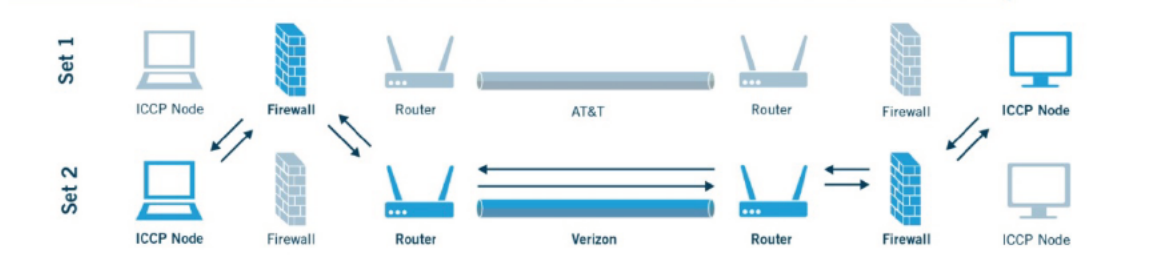 Set 1
ICCP Node
Firewall
Router
AT&T
Router
Firewall
ICCP Node
Set 2
ICCP Node
Firewall
Router
Verizon
Router
Firewall
ICCP Node